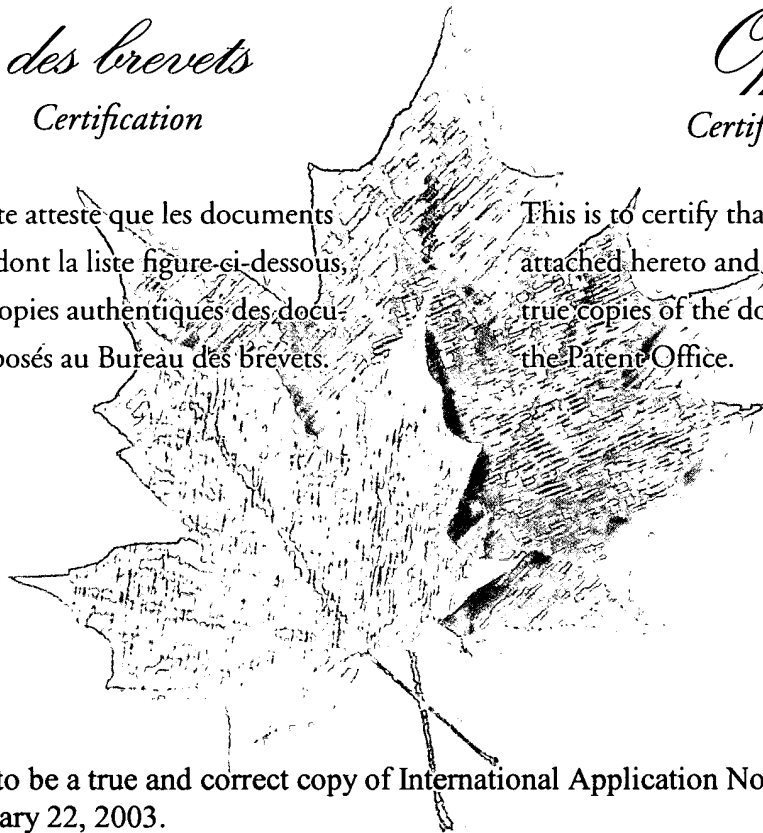 des brevets
Certification
te atteste que les documents
dont la liste figure ci-dessous,
opies authentiques des docu-
posés au Bureau des brevets.
Certif
This is to certify tha
attached hereto and
true copies of the do
the Patent Office.
to be a true and correct copy of International Application No
ary 22, 2003.